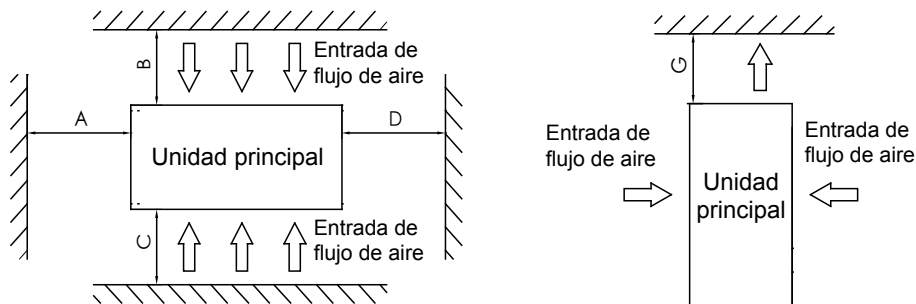 B
Entrada de
flujo de aire
A
D
Unidad principal
C
Entrada de
flujo de aire
G
Entrada de
flujo de aire
Entrada de
flujo de aire
Unidad
principal